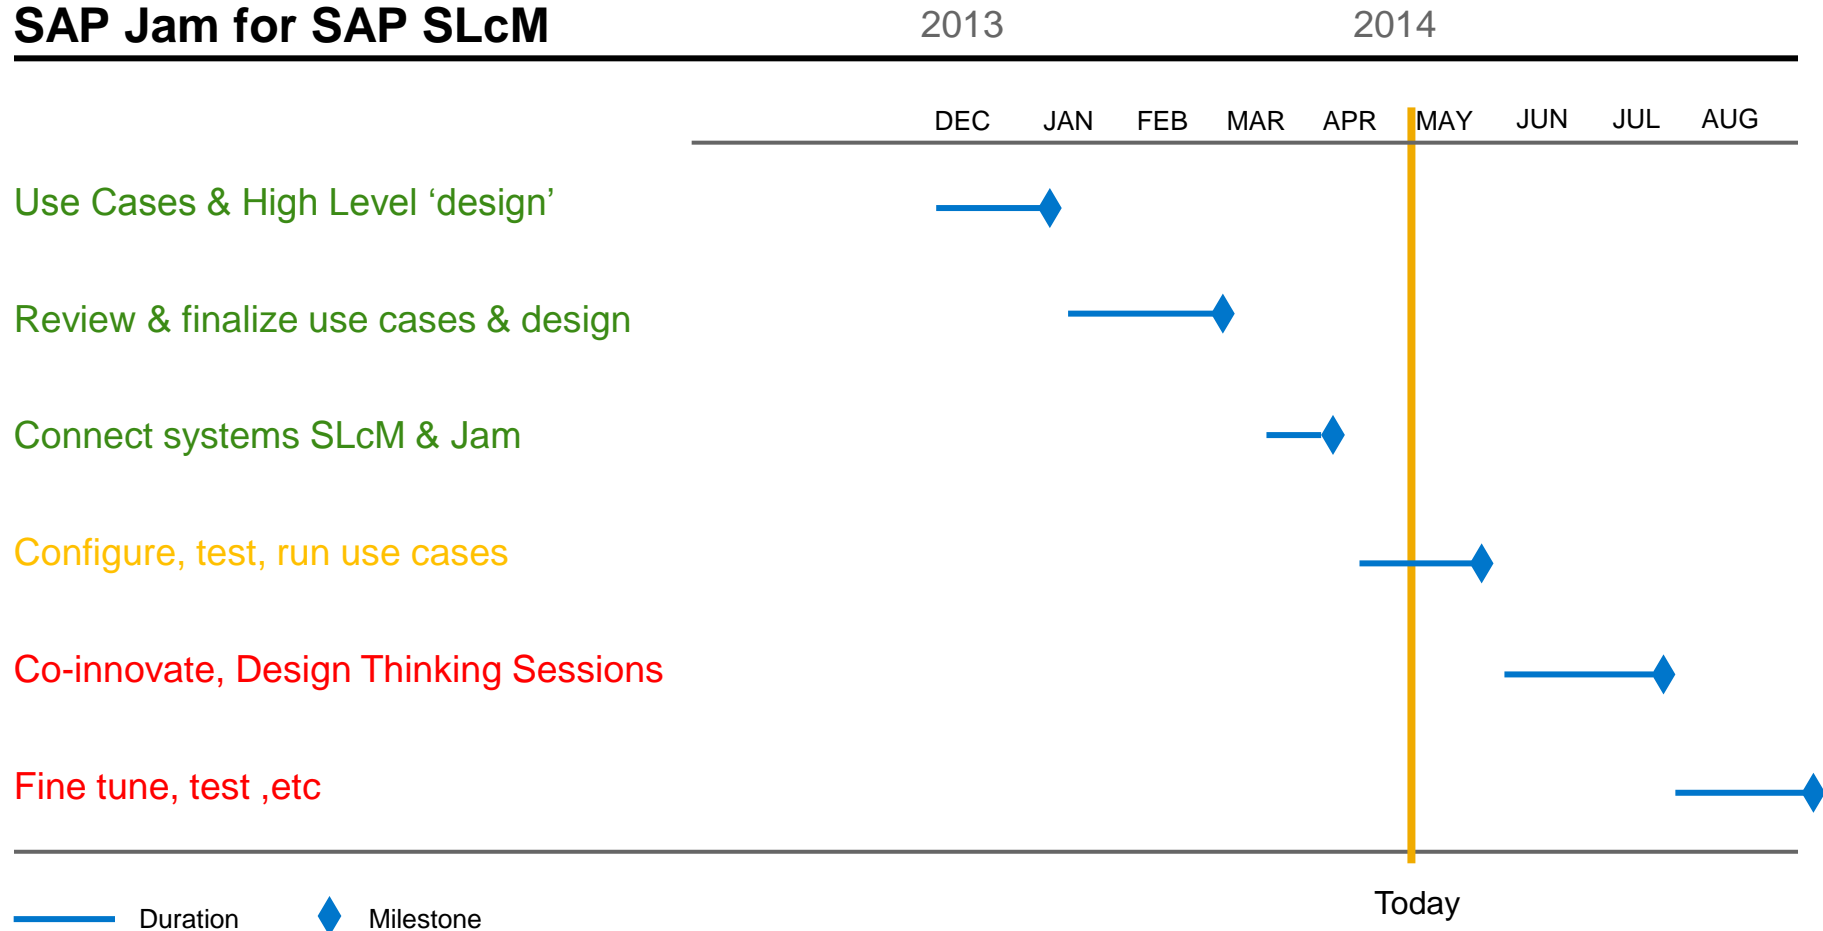 SAP Jam for SAP SLcM 2013 2014
DEC JAN FEB MAR APR MAY JUN JUL AUG
Use Cases & High Level ‘design’
Review & finalize use cases & design
Connect systems SLcM & Jam
Configure, test, run use cases
Co-innovate, Design Thinking Sessions
Fine tune, test ,etc
Today
Duration Milestone